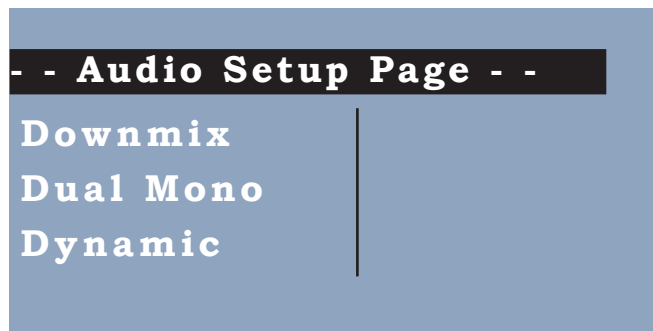 - - Audio Setup Page - -
Downmix
Dual Mono
Dynamic